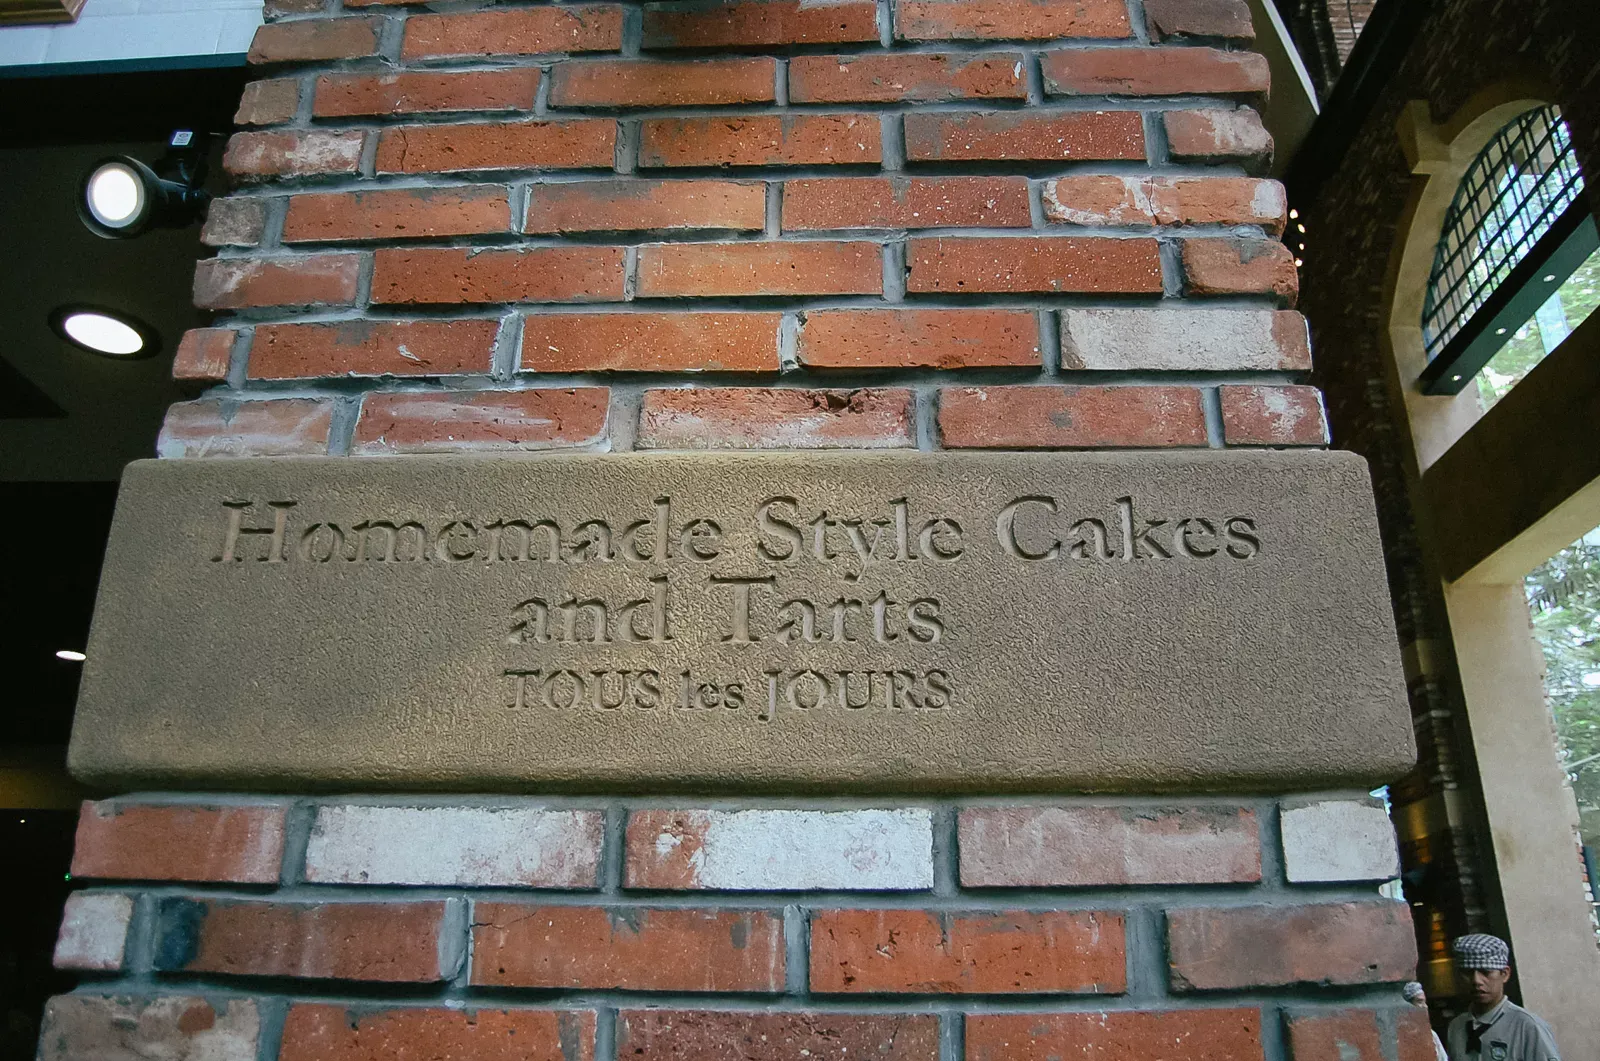 Homemade Style Cakes
and Tarts
TOUS les JOURS